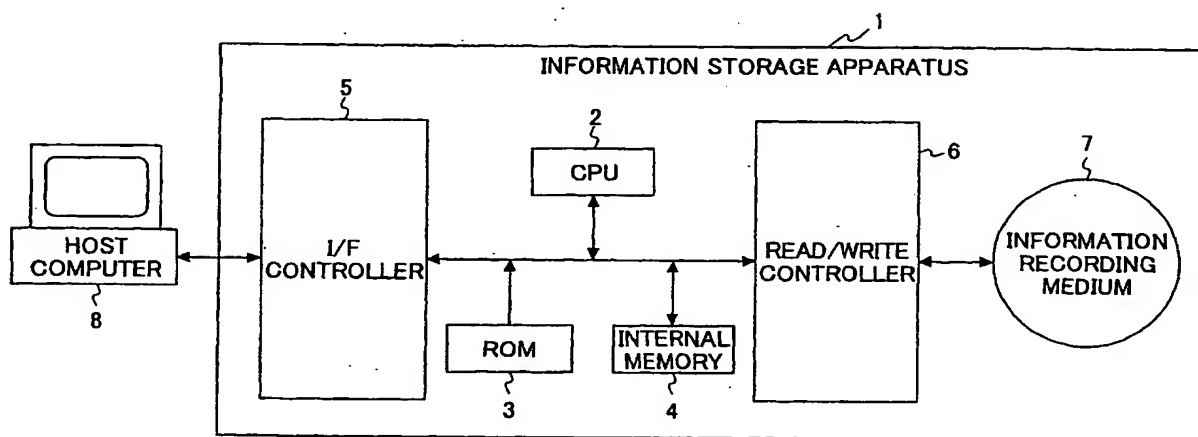 1
INFORMATION STORAGE APPARATUS
5
2
6
7
CPU
HOST
COMPUTER
8
I/F
CONTROLLER
READ/WRITE
CONTROLLER
INFORMATION
RECORDING
MEDIUM
ROM
3
INTERNAL
MEMORY
4